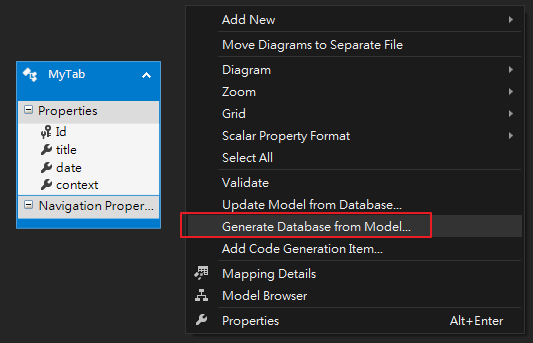 MyTab
Properties
Id
title
date
context
Navigation Proper...
Add New
Move Diagrams to Separate File
Diagram
Zoom
Grid
Scalar Property Format
Select All
Validate
Update Model from Database...
Generate Database from Model...
Add Code Generation Item...
Mapping Details
Model Browser
Properties Alt+Enter